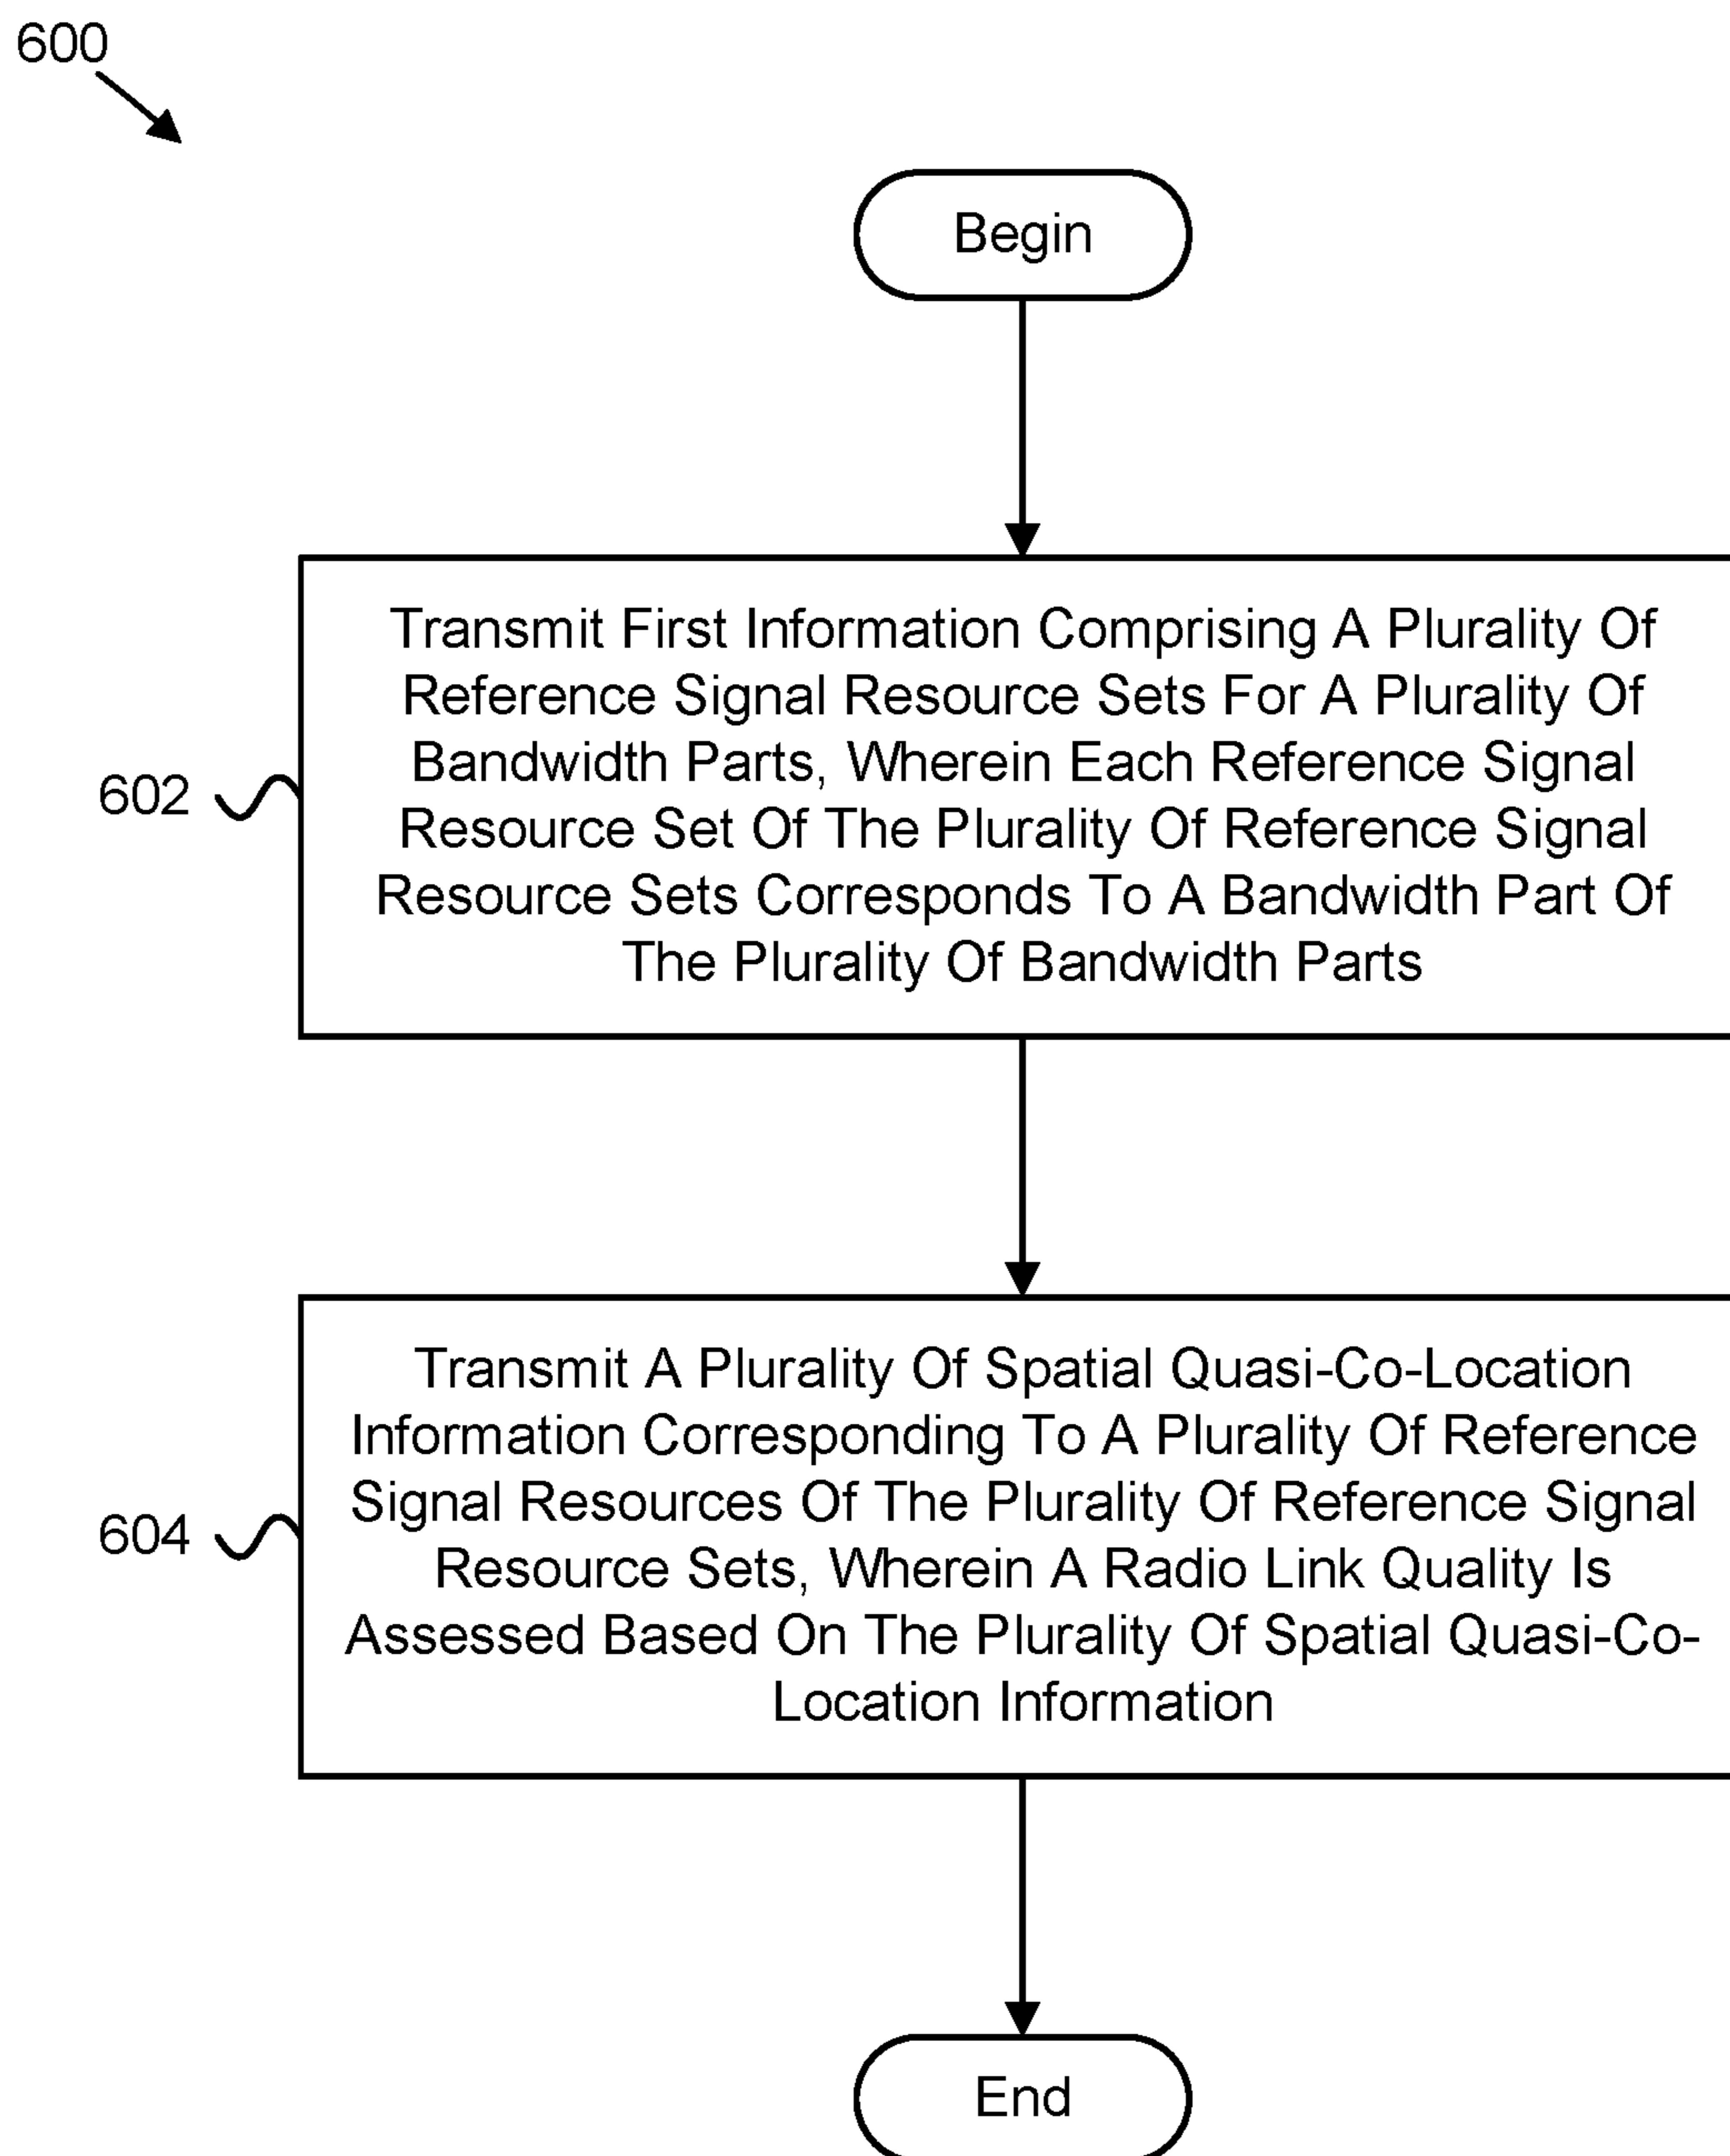 600
Begin
Transmit First Information Comprising A Plurality Of
Reference Signal Resource Sets For A Plurality Of
Bandwidth Parts, Wherein Each Reference Signal
602
Resource Set Of The Plurality Of Reference Signal
Resource Sets Corresponds To A Bandwidth Part Of
The Plurality Of Bandwidth Parts
Transmit A Plurality Of Spatial Quasi-Co-Location
Information Corresponding To A Plurality Of Reference
Signal Resources Of The Plurality Of Reference Signal
604
Resource Sets, Wherein A Radio Link Quality Is
Assessed Based On The Plurality Of Spatial Quasi-Co-
Location Information
End